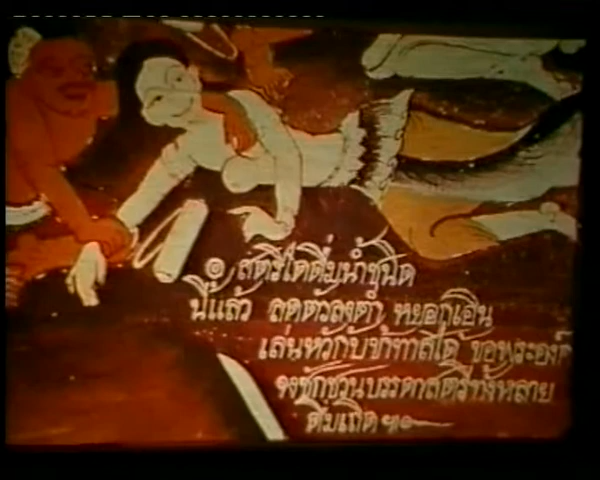 ๏ สตรีใดดื่มน้ำชนิด
นี้แล้ว ลดตัวลงต่ำ หยอกเอิน
เล่นหัวกับข้าทาสได้ ขอพระองค์
จงชักชวนบรรดาสตรีทั้งหลาย
ดื่มเถิด ฯ๛